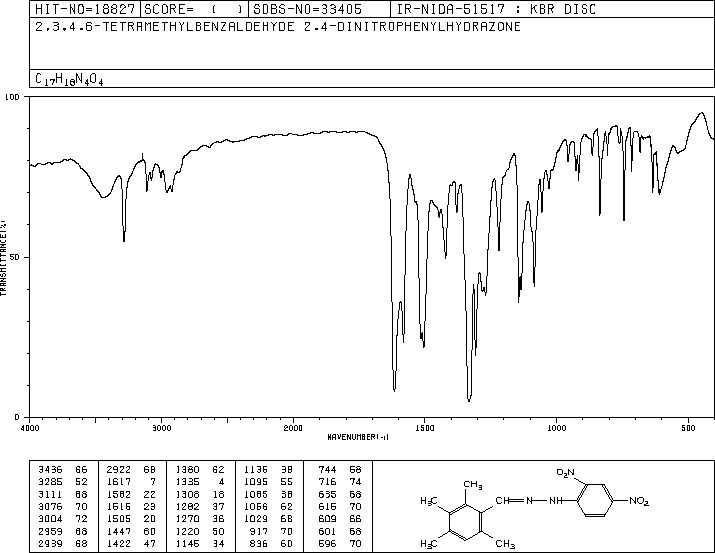 HIT-NO=18827 SCORE= ( ) SDBS-NO=33405 IR-NIDA-51517 : KBR DISC
2.3.4.6-TETRAMETHYLBENZALDEHYDE 2.4-DINITROPHENYLHYDRAZONE
C17H18N4O4
100
50
0
TRANSMITTANCE(%)
4000 3000 2000 1500 1000 500
WAVENUMBER(-1)
3436 66 2922 68 1380 62 1136 38 744 58
3285 52 1617 7 1335 4 1095 55 716 74
3111 68 1582 22 1308 18 1085 38 635 68
3076 70 1516 23 1282 37 1056 62 615 70
3004 72 1505 20 1270 36 1029 68 609 66
2959 68 1447 60 1220 50 917 70 601 68
2939 68 1422 47 1145 34 836 60 596 70
O2N
CH3
H3C CH=N-NH NO2
H3C CH3